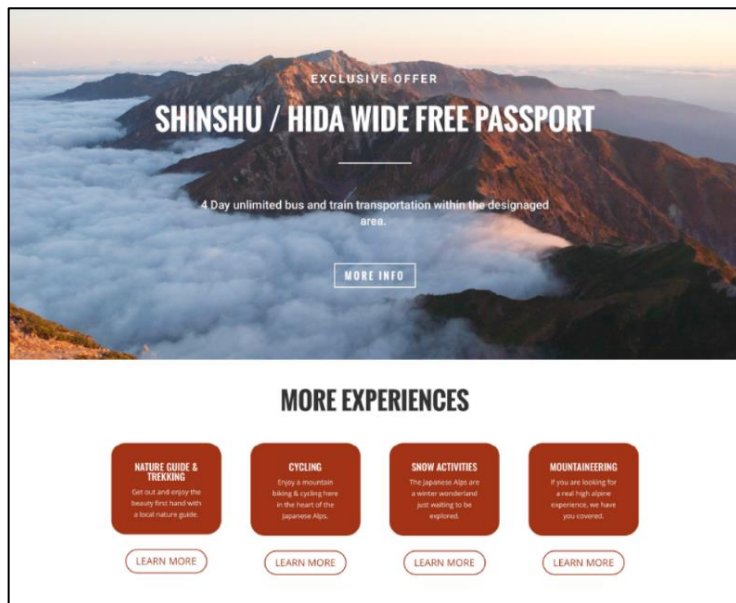 EXCLUSIVE OFFER
SHINSHU / HIDA WIDE FREE PASSPORT
4 Day unlimited bus and train transportation within the designaged
area.
MORE INFO
MORE EXPERIENCES
NATURE GUIDE &
TREKKING
Get out and enjoy the
beauty first hand with
a local nature guide.
LEARN MORE
CYCLING
Enjoy a mountain
biking & cycling here
in the heart of the
Japanese Alps.
LEARN MORE
SNOW ACTIVITIES
The Japanese Alps are
a winter wonderland
just waiting to be
explored.
LEARN MORE
MOUNTAINEERING
If you are looking for
a real high alpine
experience, we have
you covered.
LEARN MORE